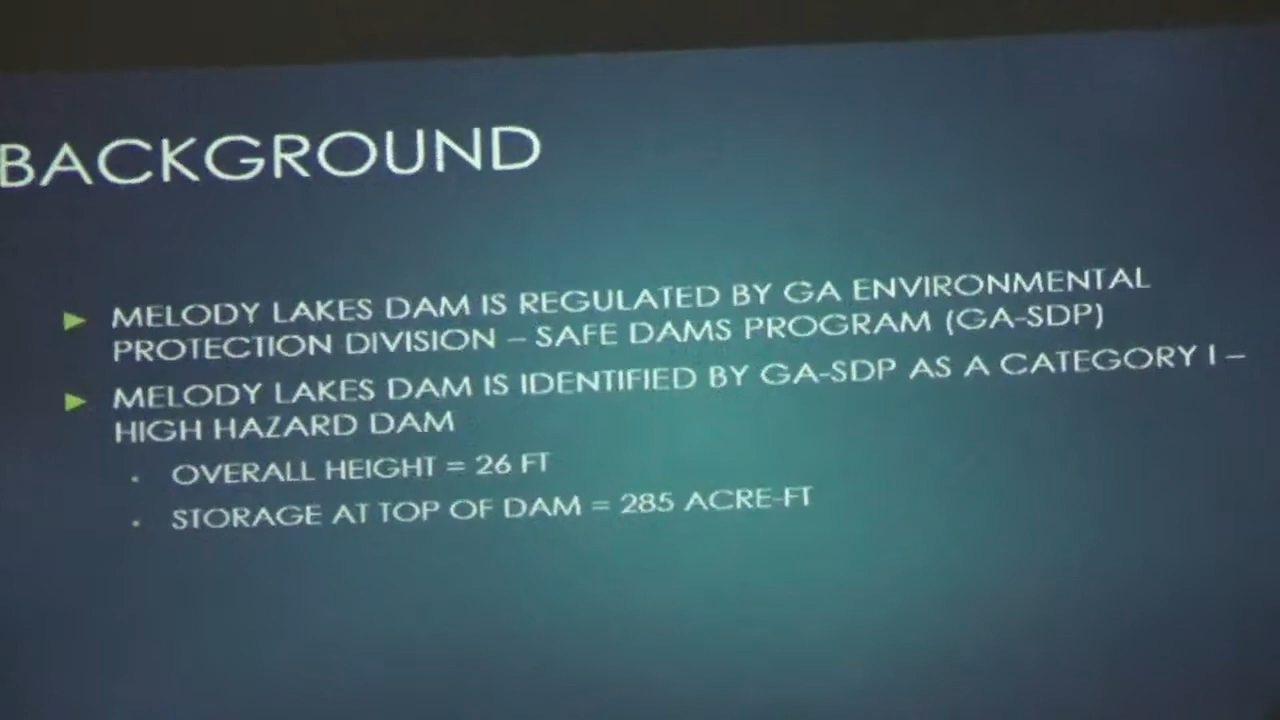 BACKGROUND
MELODY LAKES DAM IS REGULATED BY GA ENVIRONMENTAL
PROTECTION DIVISION – SAFE DAMS PROGRAM (GA-SDP)
MELODY LAKES DAM IS IDENTIFIED BY GA-SDP AS A CATEGORY I –
HIGH HAZARD DAM
OVERALL HEIGHT = 26 FT
STORAGE AT TOP OF DAM = 285 ACRE-FT